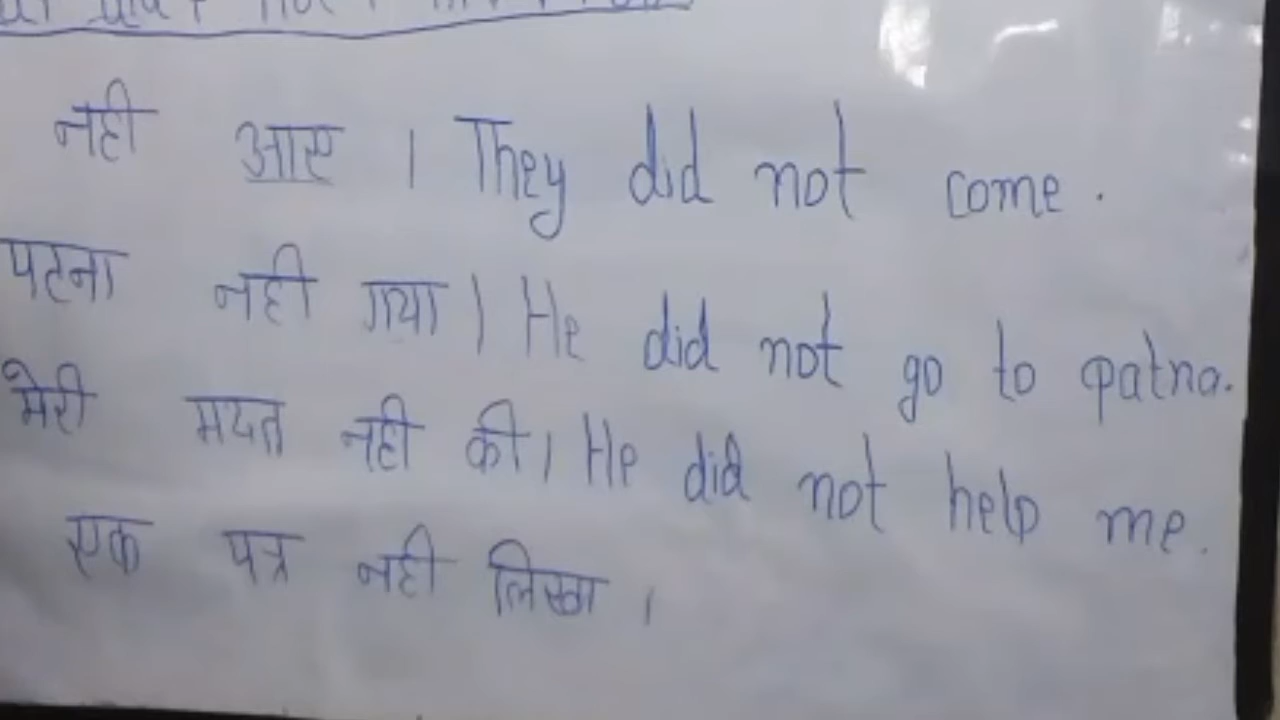 नही आए । They did not come.
पटना नही गया । He did not go to patna.
मेरी मदत नही की । He did not help me.
एक पत्र नही लिखा ।